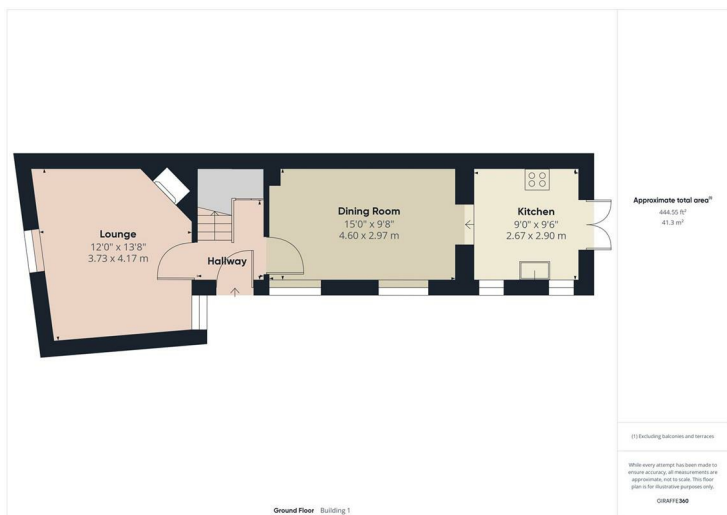 Lounge
12'0" x 13'8"
3.73 x 4.17 m
Hallway
Dining Room
15'0" x 9'8"
4.60 x 2.97 m
Kitchen
9'0" x 9'6"
2.67 x 2.90 m
Approximate total area⁽¹⁾
444.55 ft²
41.3 m²
(1) Excluding balconies and terraces
While every attempt has been made to
ensure accuracy, all measurements are
approximate, not to scale. This floor
plan is for illustrative purposes only.
GIRAFFE360
Ground Floor Building 1